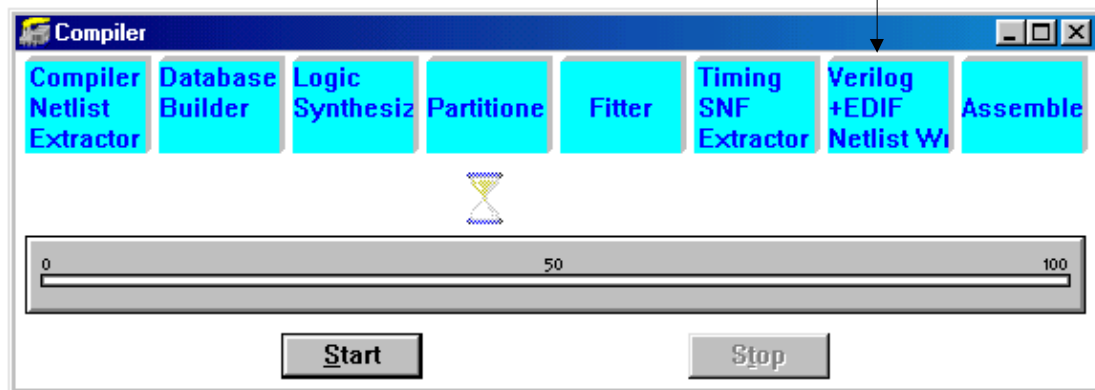 Compiler
Compiler
Netlist
Extractor
Database
Builder
Logic
Synthesiz
Partitione
Fitter
Timing
SNF
Extractor
Verilog
+EDIF
Netlist Wr
Assemble
0 50 100
Start Stop